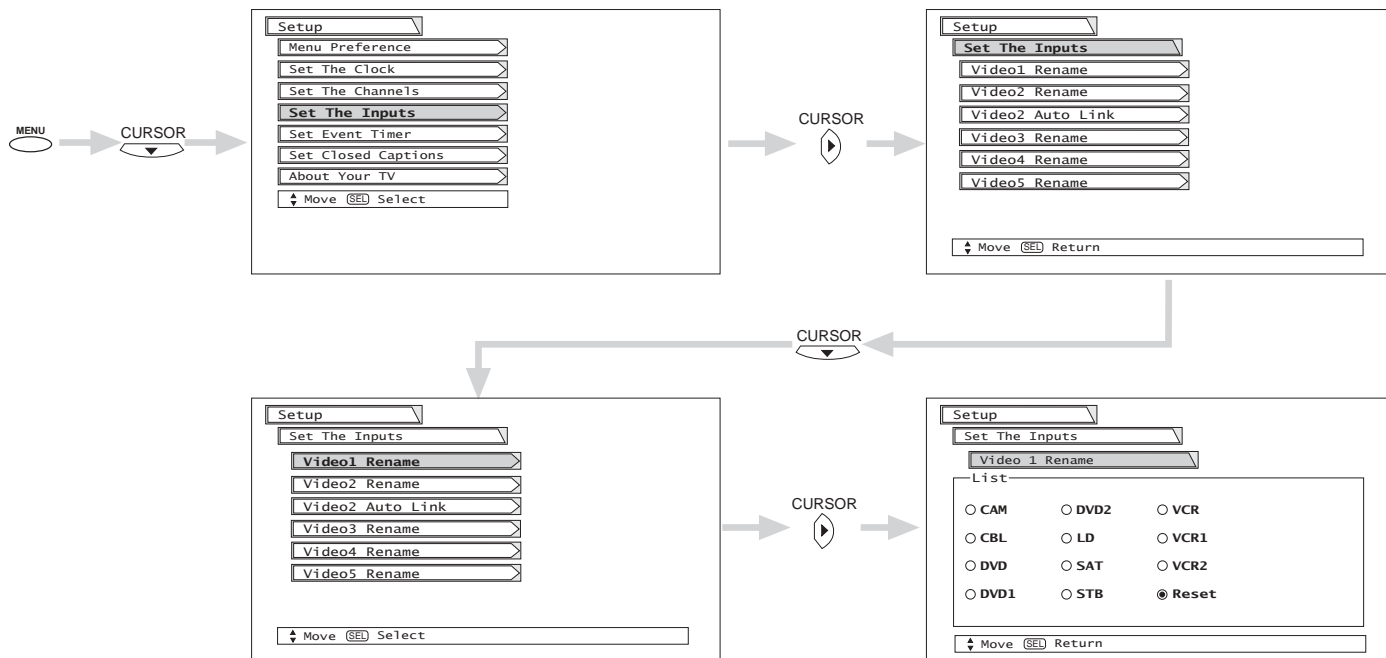 MENU
CURSOR
Setup
Menu Preference
Set The Clock
Set The Channels
Set The Inputs
Set Event Timer
Set Closed Captions
About Your TV
Move SEL Select
CURSOR
Setup
Set The Inputs
Video1 Rename
Video2 Rename
Video2 Auto Link
Video3 Rename
Video4 Rename
Video5 Rename
Move SEL Return
CURSOR
Setup
Set The Inputs
Video1 Rename
Video2 Rename
Video2 Auto Link
Video3 Rename
Video4 Rename
Video5 Rename
Move SEL Select
CURSOR
Setup
Set The Inputs
Video 1 Rename
List
CAM DVD2 VCR
CBL LD VCR1
DVD SAT VCR2
DVD1 STB Reset
Move SEL Return